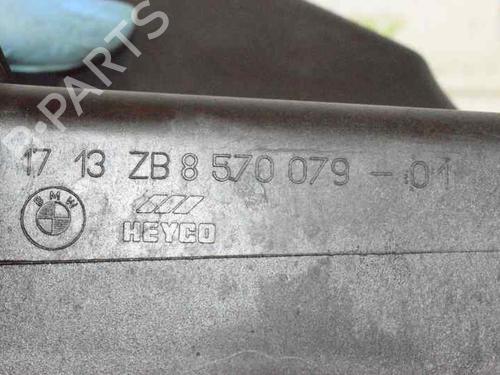 B-PARTS
17 13 ZB 8 570 079 - 01
BMW
HEYCO